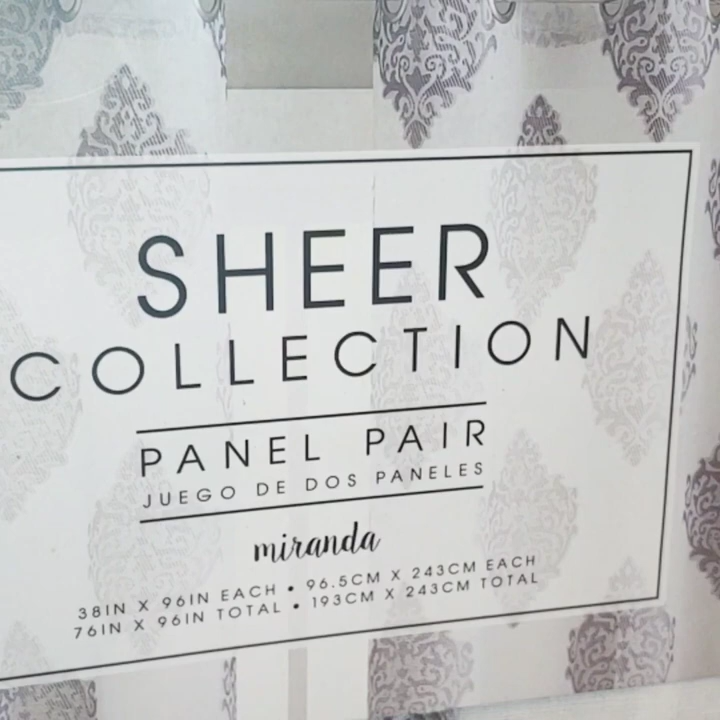 SHEER
COLLECTION
PANEL PAIR
JUEGO DE DOS PANELES
miranda
38IN X 96IN EACH • 96.5CM X 243CM EACH
76IN X 96IN TOTAL • 193CM X 243CM TOTAL